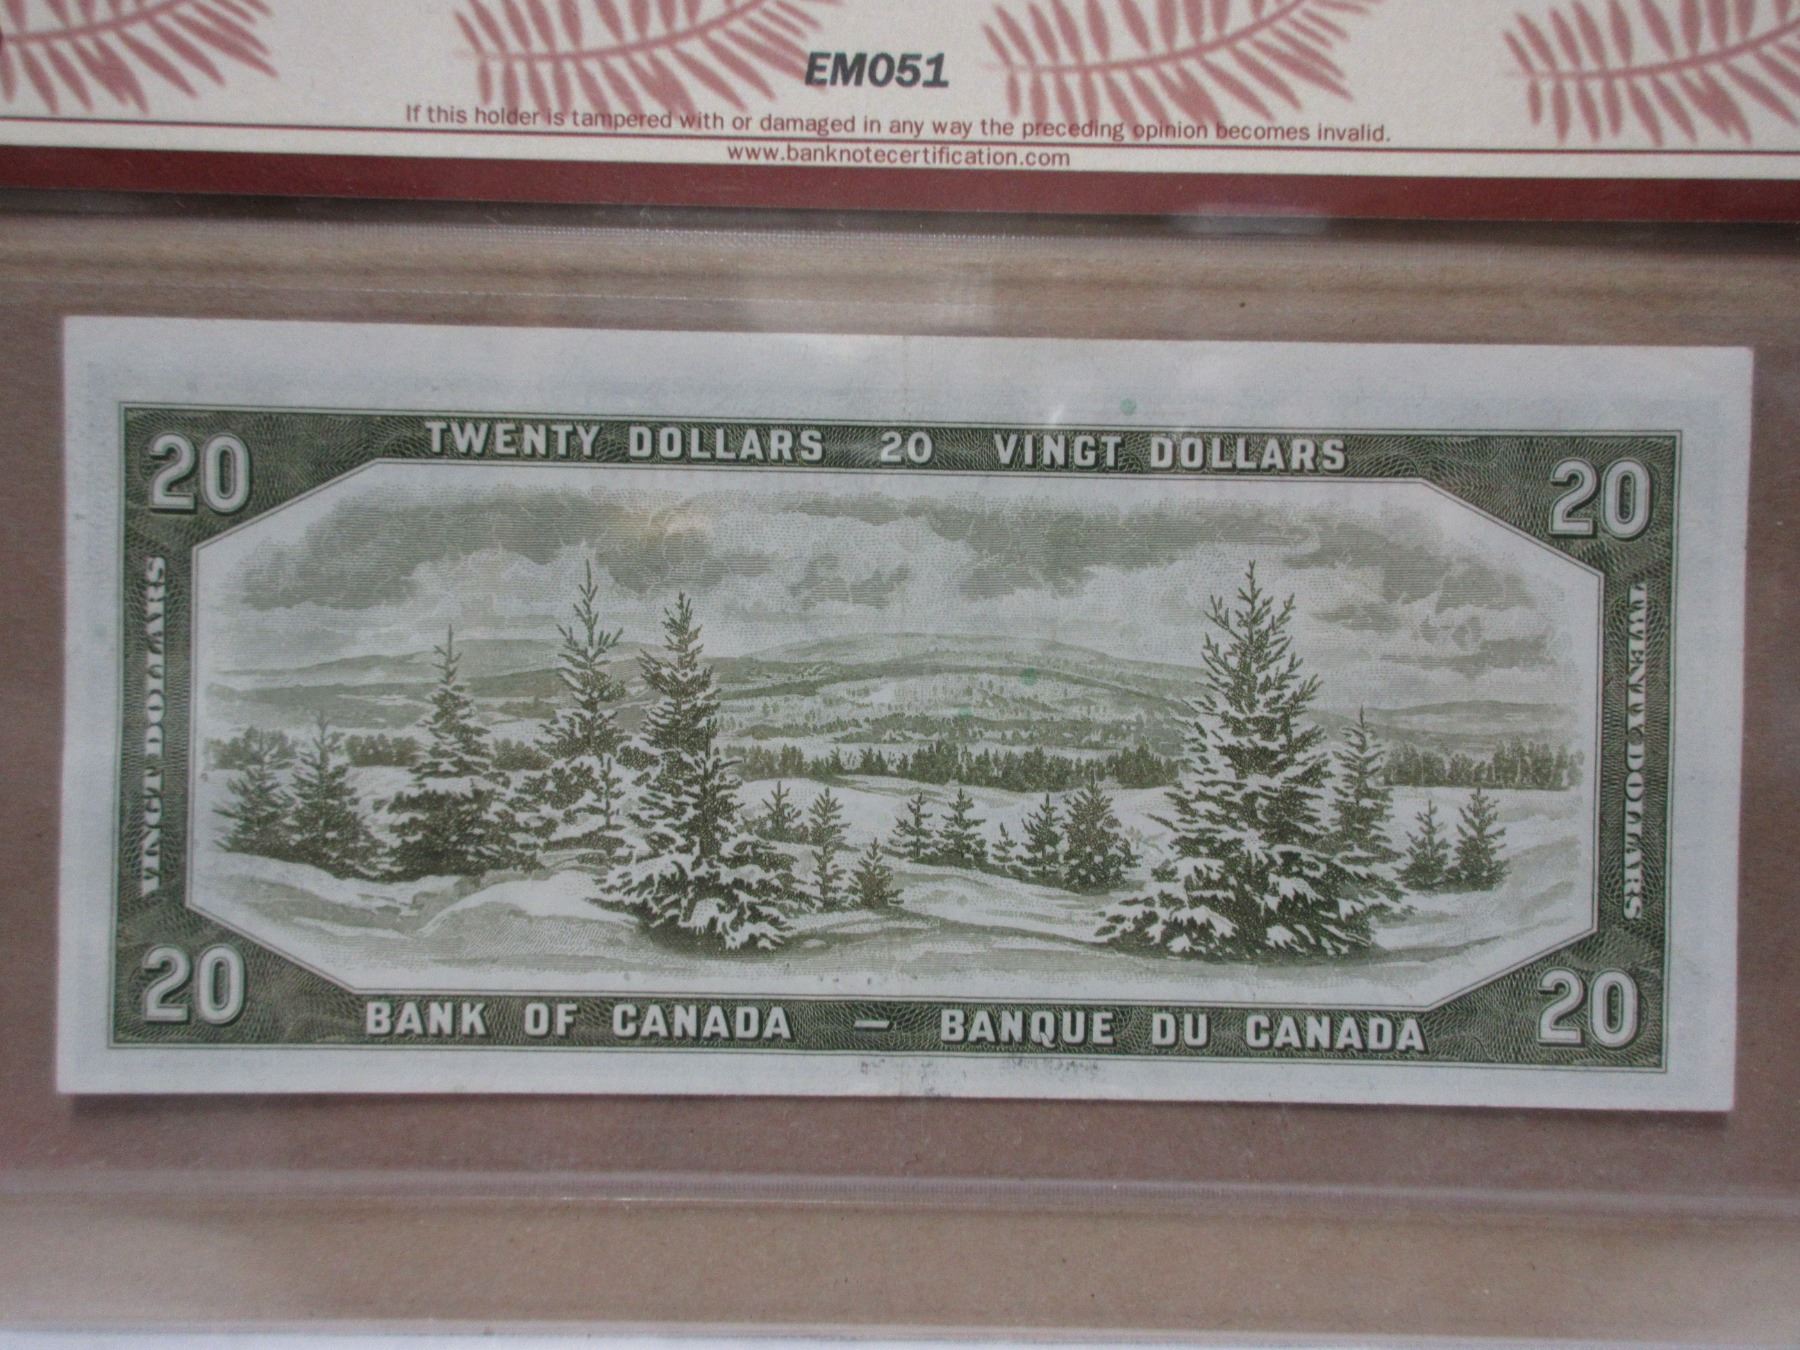 EM051
If this holder is tampered with or damaged in any way the preceding opinion becomes invalid.
www.banknotecertification.com
20 TWENTY DOLLARS 20 VINGT DOLLARS 20
VINGT DOLLARS
TWENTY DOLLARS
20 BANK OF CANADA — BANQUE DU CANADA 20